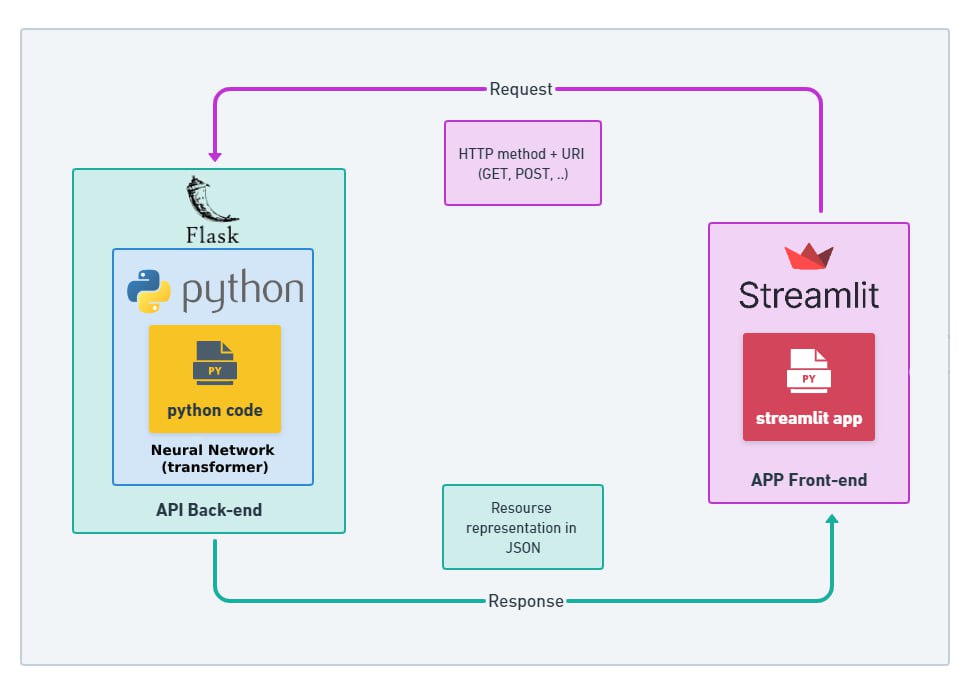 Request
HTTP method + URI
(GET, POST, ..)
Flask
python
PY
python code
Neural Network
(transformer)
API Back-end
Streamlit
PY
streamlit app
APP Front-end
Resourse
representation in
JSON
Response